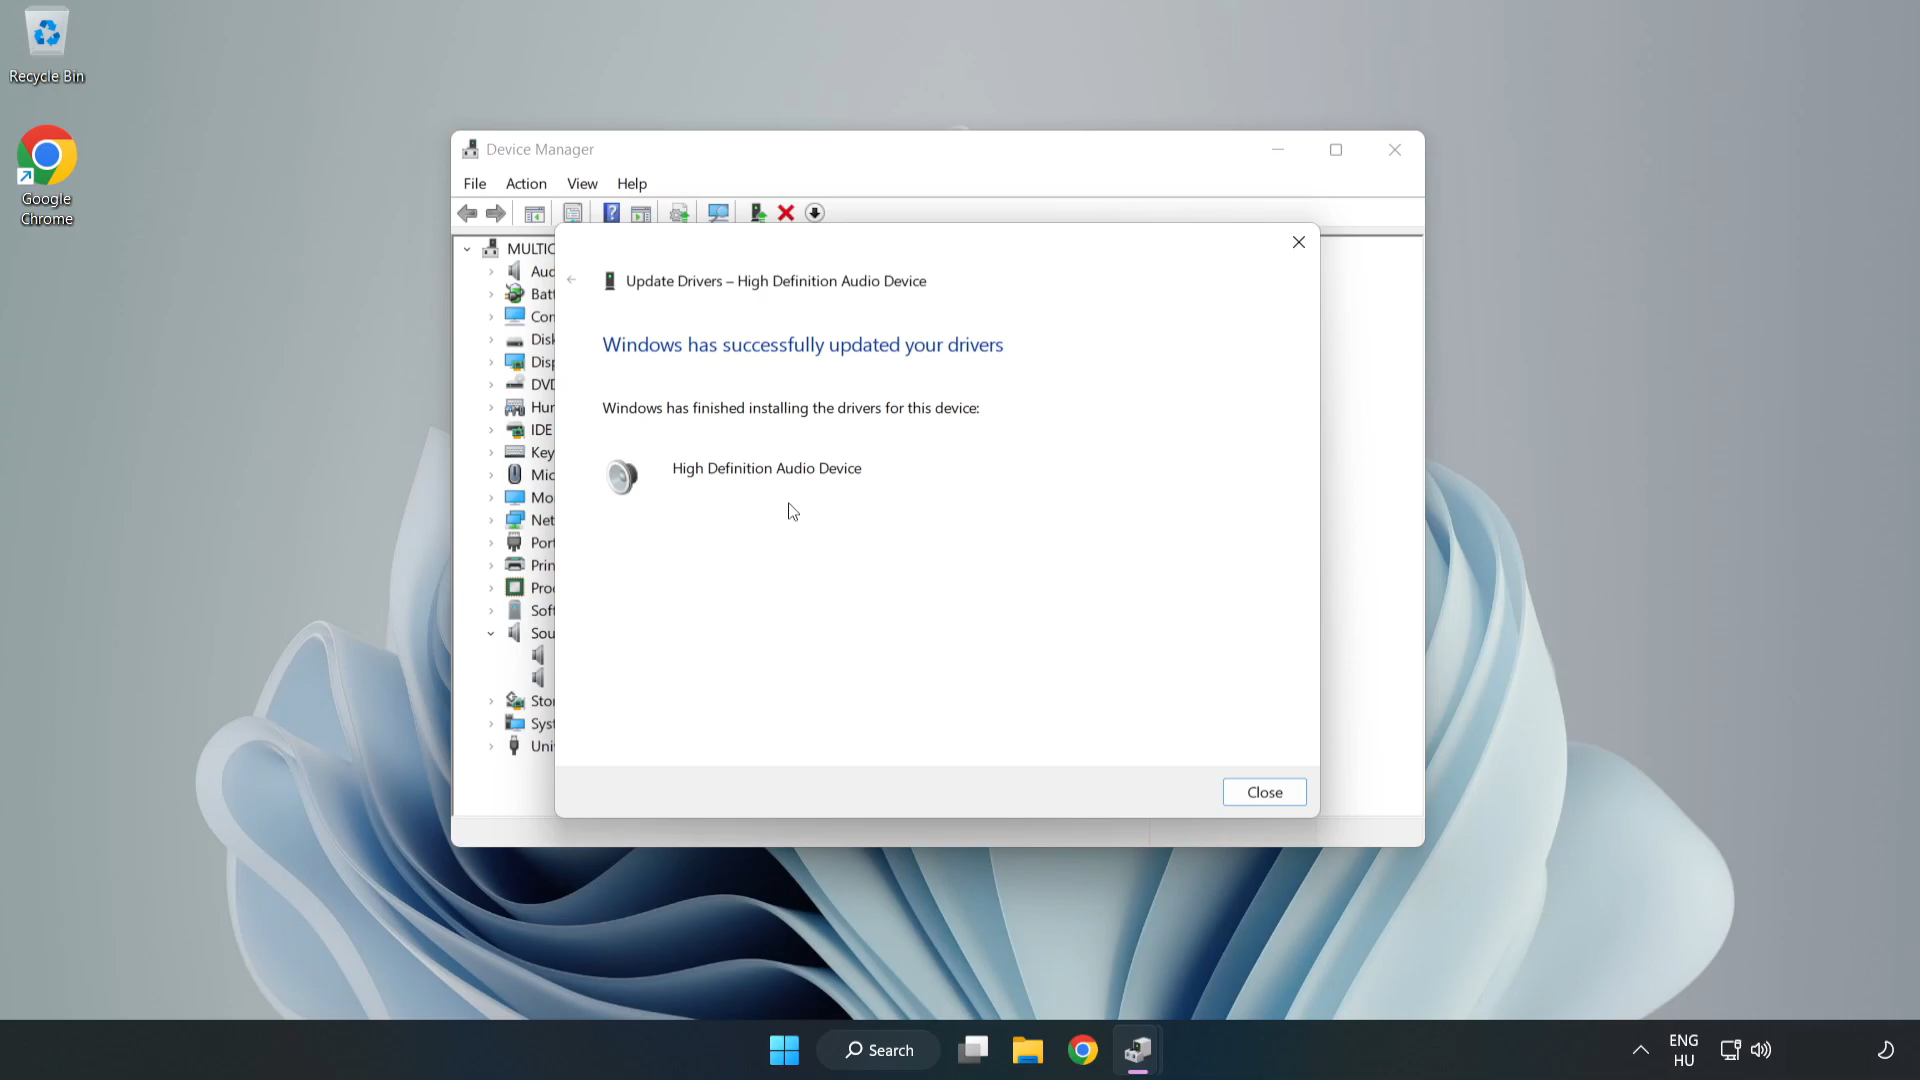 Recycle Bin
Google
Chrome
Device Manager
File Action View Help
Update Drivers – High Definition Audio Device
Windows has successfully updated your drivers
Windows has finished installing the drivers for this device:
High Definition Audio Device
MULTIC
Aud
Batt
Con
Disk
Disp
DVD
Hur
IDE
Key
Mic
Mor
Net
Port
Prin
Proc
Soft
Sou
Stor
Syst
Uni
Close
Search
ENG
HU